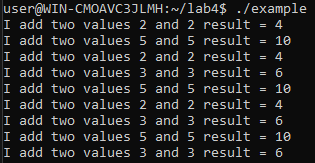 user@WIN-CMOAVC3JLMH:~/lab4$ ./example
I add two values 2 and 2 result = 4
I add two values 5 and 5 result = 10
I add two values 2 and 2 result = 4
I add two values 3 and 3 result = 6
I add two values 5 and 5 result = 10
I add two values 2 and 2 result = 4
I add two values 3 and 3 result = 6
I add two values 5 and 5 result = 10
I add two values 3 and 3 result = 6